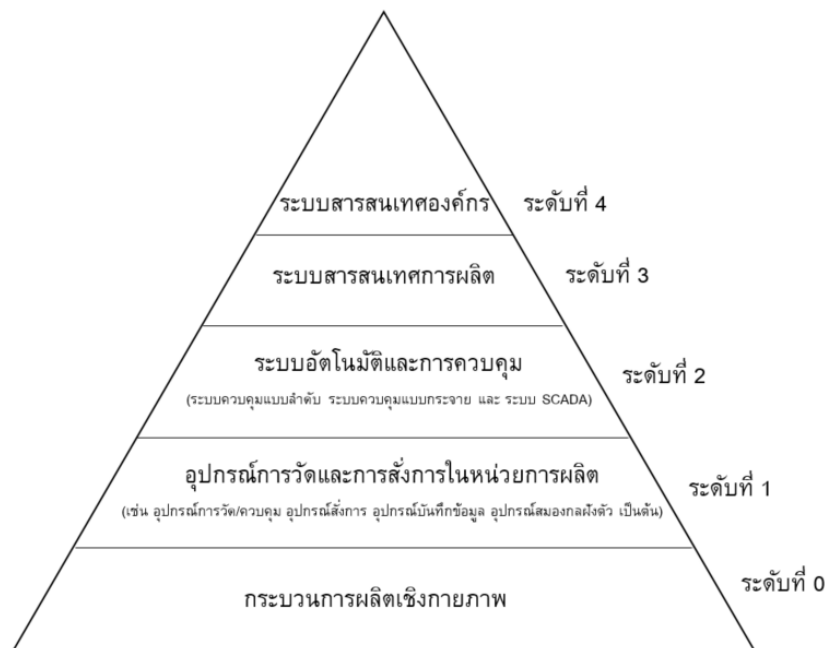 ระบบสารสนเทศองค์กร ระดับที่ 4
ระบบสารสนเทศการผลิต ระดับที่ 3
ระบบอัตโนมัติและการควบคุม ระดับที่ 2
(ระบบควบคุมแบบลำดับ ระบบควบคุมแบบกระจาย และ ระบบ SCADA)
อุปกรณ์การวัดและการสั่งการในหน่วยการผลิต ระดับที่ 1
(เช่น อุปกรณ์การวัด/ควบคุม อุปกรณ์สั่งการ อุปกรณ์บันทึกข้อมูล อุปกรณ์สมองกลฝังตัว เป็นต้น)
กระบวนการผลิตเชิงกายภาพ ระดับที่ 0